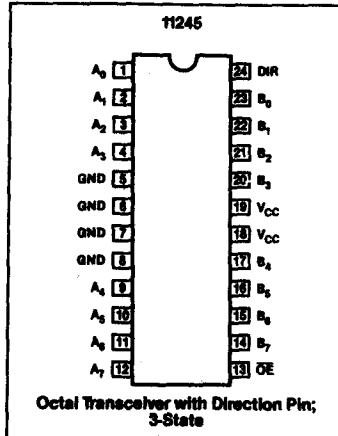 11245
A0 1 24 DIR
A1 2 23 B0
A2 3 22 B1
A3 4 21 B2
GND 5 20 B3
GND 6 19 VCC
GND 7 18 VCC
GND 8 17 B4
A4 9 16 B5
A5 10 15 B6
A6 11 14 B7
A7 12 13 O̅E̅
Octal Transceiver with Direction Pin;
3-State